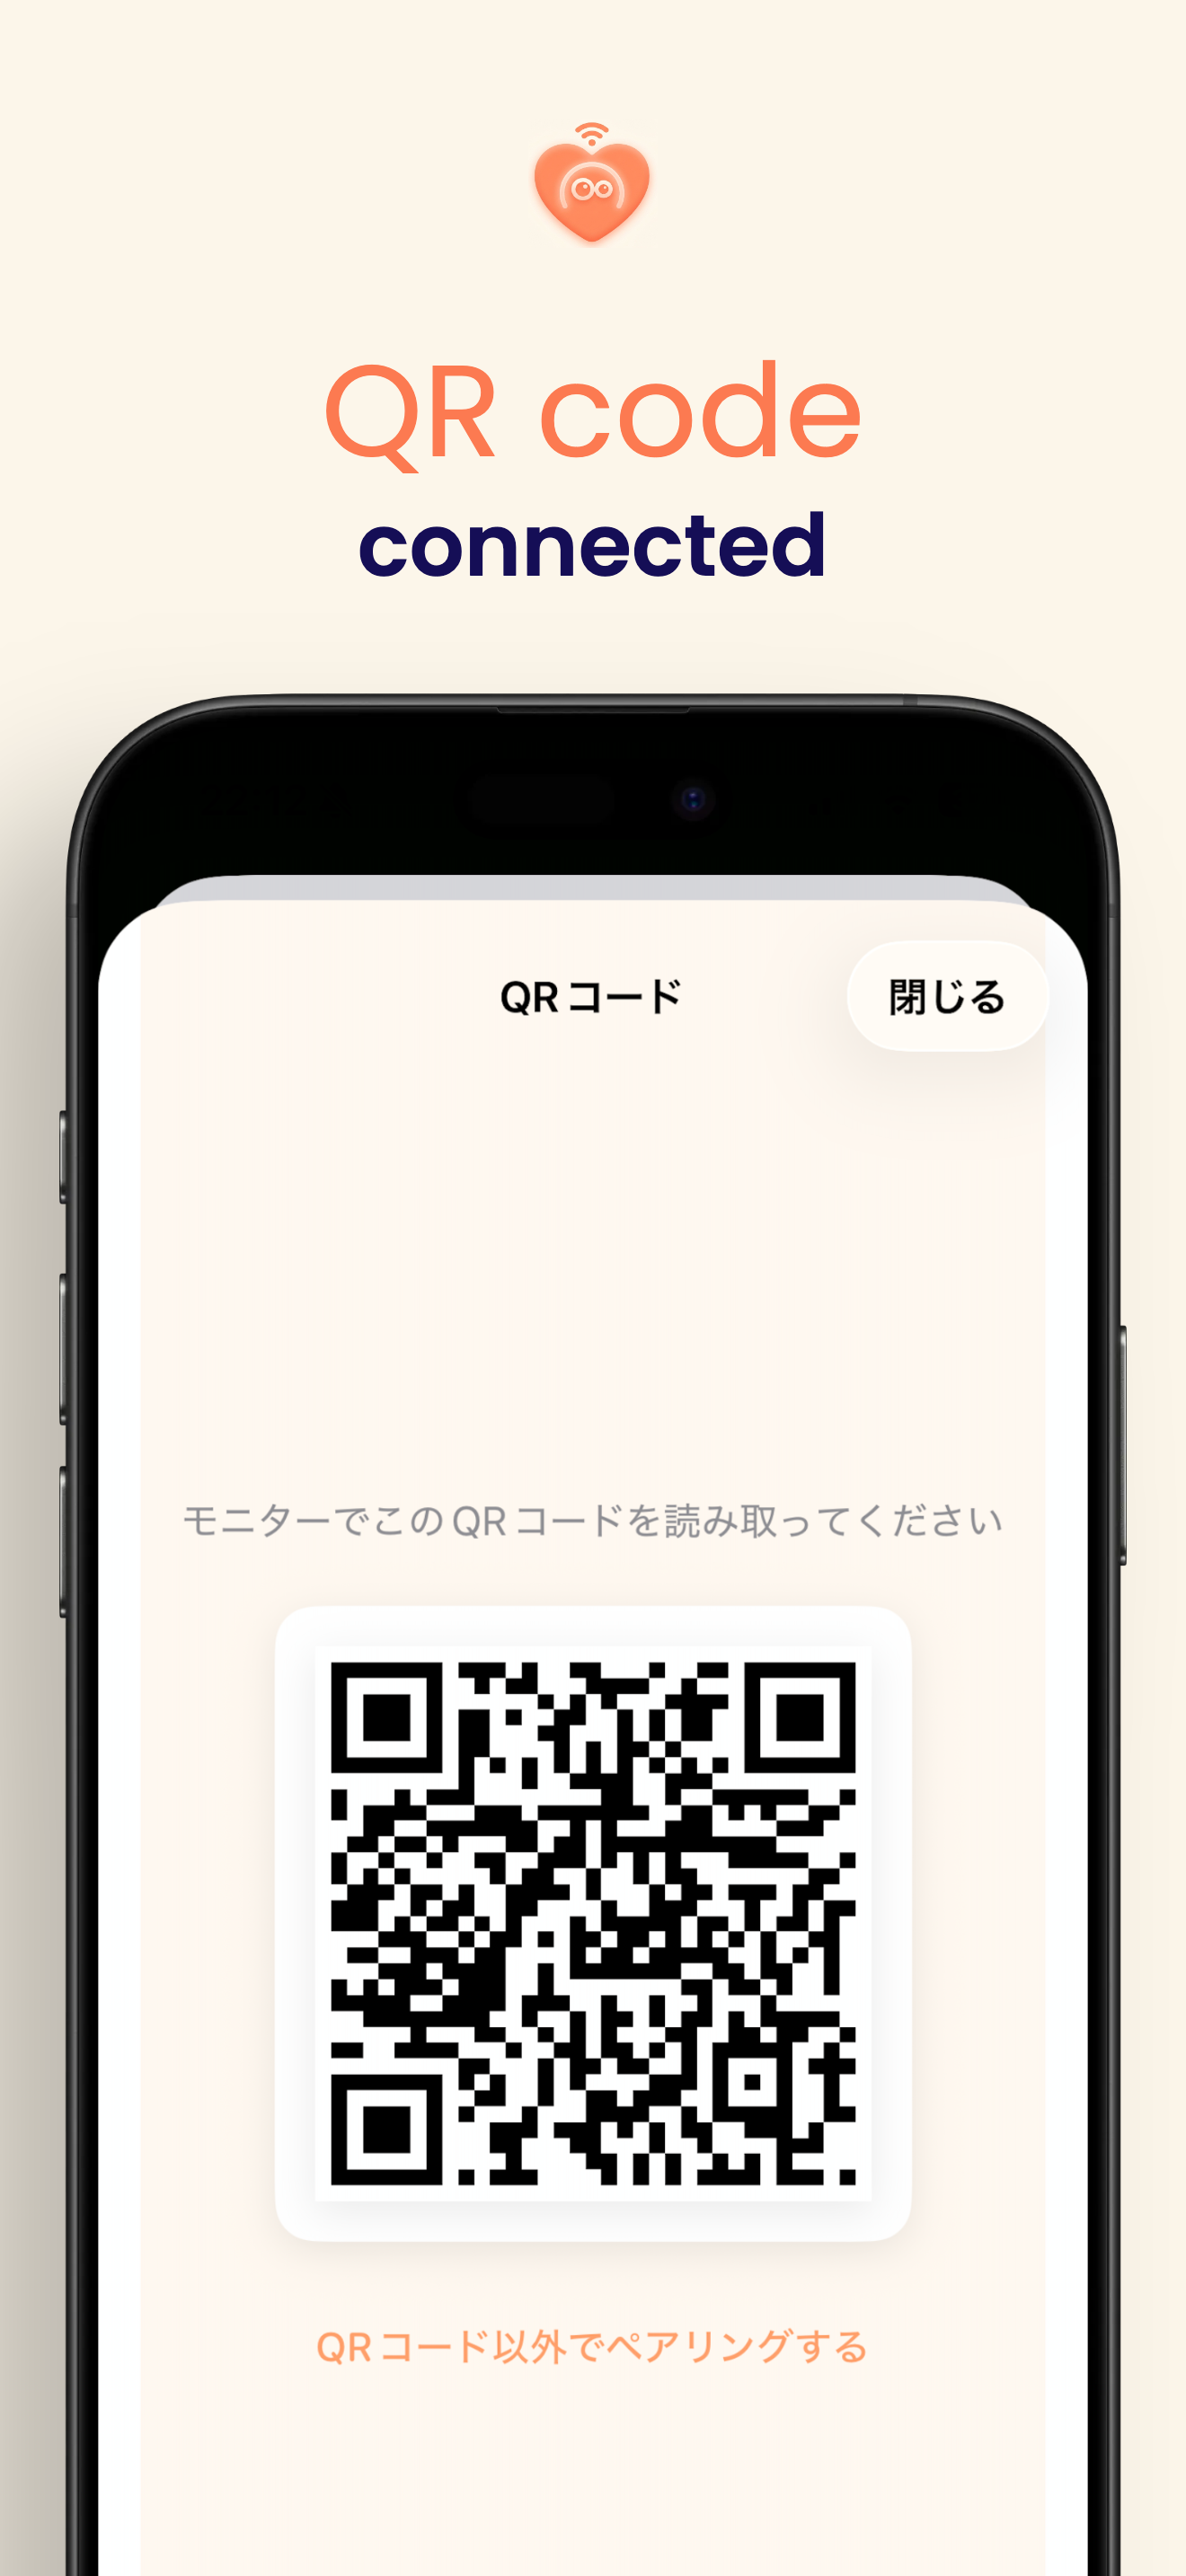 QR code
connected
QRコード
閉じる
モニターでこのQRコードを読み取ってください
QRコード以外でペアリングする